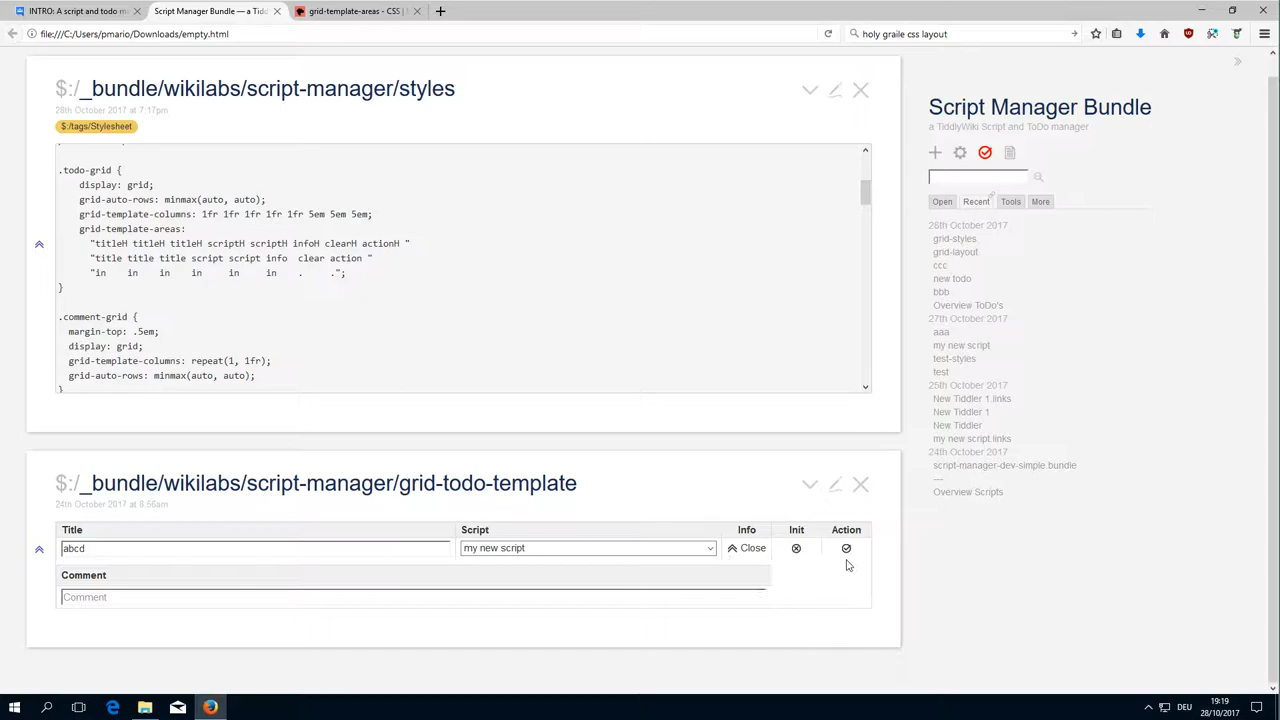 INTRO: A script and todo m
Script Manager Bundle — a Tid
grid-template-areas - CSS | M
file:///C:/Users/pmario/Downloads/empty.html
holy graile css layout
$:/_bundle/wikilabs/script-manager/styles
28th October 2017 at 7:17pm
$:/tags/Stylesheet
.todo-grid {
display: grid;
grid-auto-rows: minmax(auto, auto);
grid-template-columns: 1fr 1fr 1fr 1fr 1fr 5em 5em 5em;
grid-template-areas:
"titleH titleH titleH scriptH scriptH infoH clearH actionH "
"title title title script script info  clear action "
"in    in    in    in    in    in    .    .";
}
.comment-grid {
margin-top: .5em;
display: grid;
grid-template-columns: repeat(1, 1fr);
grid-auto-rows: minmax(auto, auto);
}
$:/_bundle/wikilabs/script-manager/grid-todo-template
24th October 2017 at 8:56am
Title Script Info Init Action
abcd my new script Close
Comment
Comment
Script Manager Bundle
a TiddlyWiki Script and ToDo manager
Open Recent Tools More
28th October 2017
grid-styles
grid-layout
ccc
new todo
bbb
Overview ToDo's
27th October 2017
aaa
my new script
test-styles
test
25th October 2017
New Tiddler 1.links
New Tiddler 1
New Tiddler
my new script.links
24th October 2017
script-manager-dev-simple.bundle
---
Overview Scripts
DEU
19:19
28/10/2017